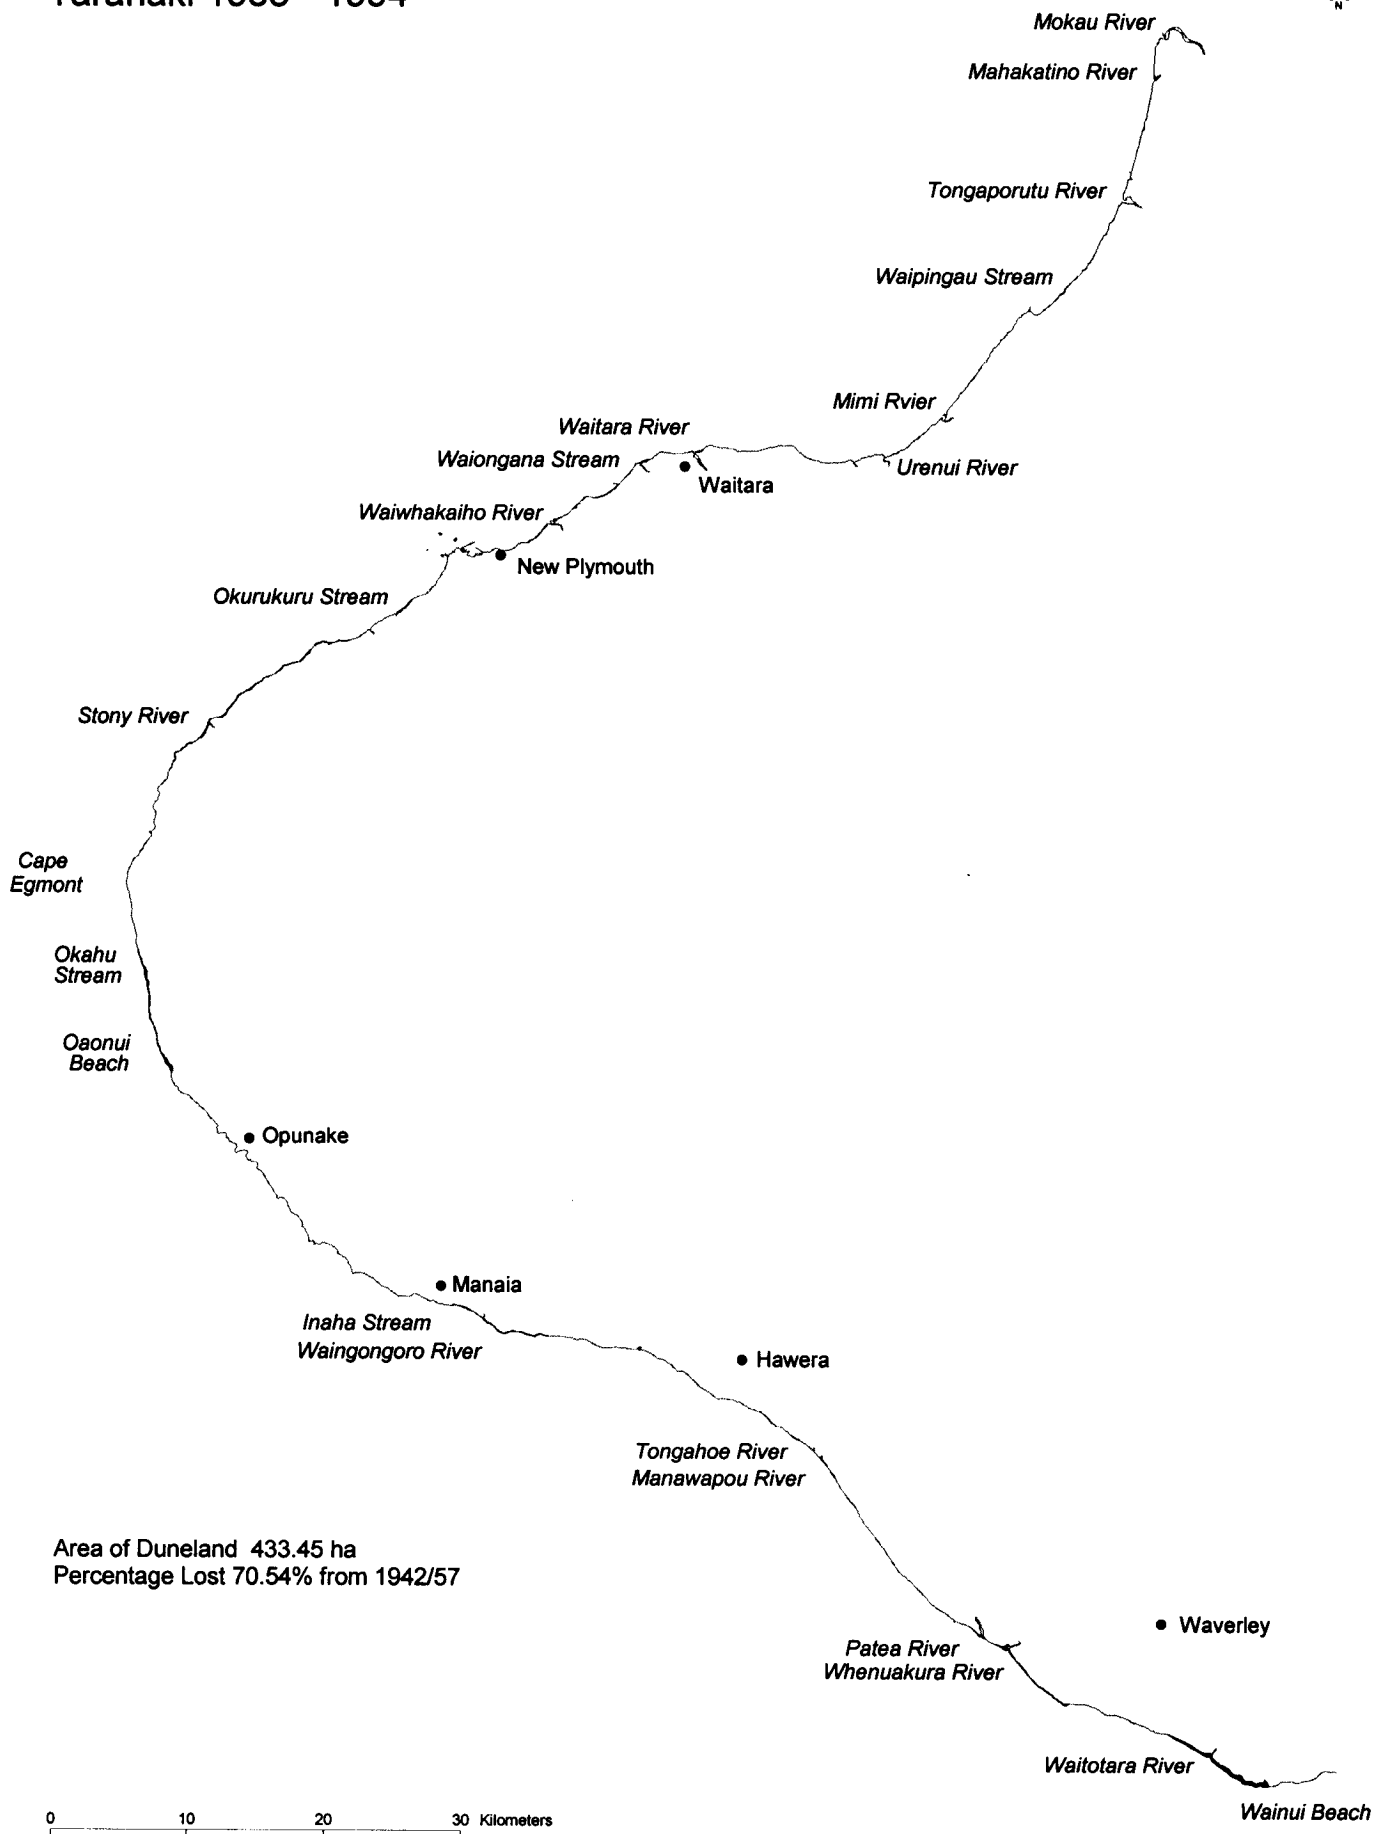 N
Mokau River
Mahakatino River
Tongaporutu River
Waipingau Stream
Mimi Rvier
Waitara River
Waiongana Stream
Urenui River
Waitara
Waiwhakaiho River
New Plymouth
Okurukuru Stream
Stony River
Cape
Egmont
Okahu
Stream
Oaonui
Beach
Opunake
Manaia
Inaha Stream
Waingongoro River
Hawera
Tongahoe River
Manawapou River
Area of Duneland 433.45 ha
Percentage Lost 70.54% from 1942/57
Waverley
Patea River
Whenuakura River
Waitotara River
Wainui Beach
0 10 20 30 Kilometers